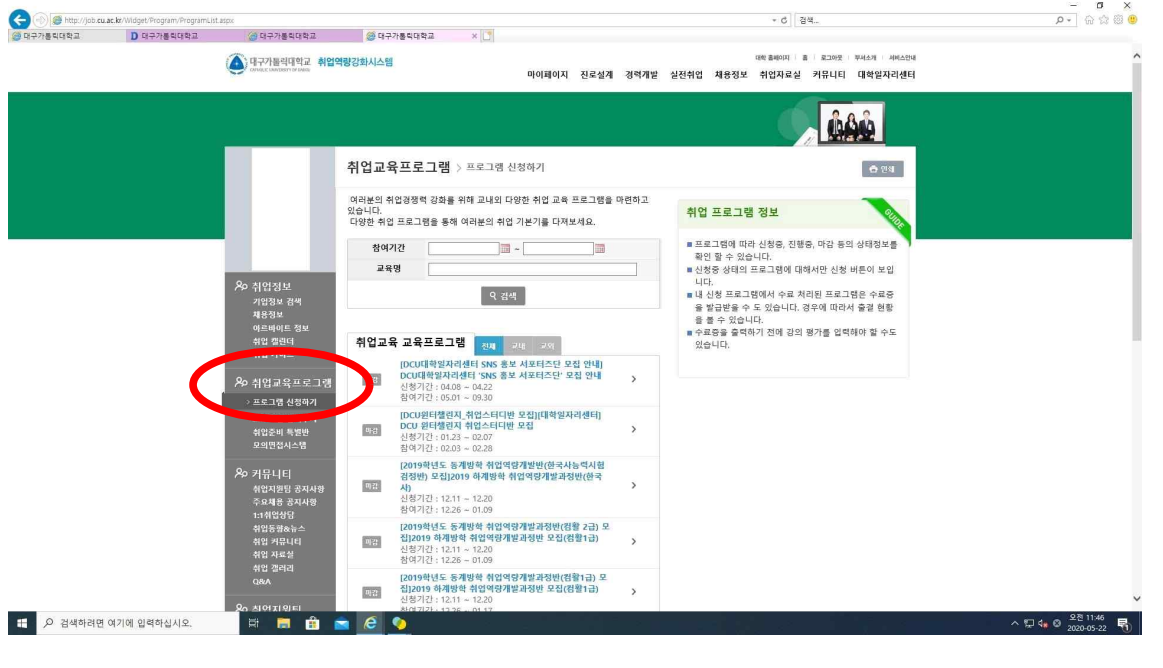 http://job.cu.ac.kr/Widget/Program/ProgramList.aspx
검색...
대구가톨릭대학교
대구가톨릭대학교
대구가톨릭대학교
대구가톨릭대학교
대구가톨릭대학교 취업역량강화시스템
대학 홈페이지 홈 로그아웃 부서소개 서비스안내
마이페이지 진로설계 경력개발 실전취업 채용정보 취업자료실 커뮤니티 대학일자리센터
취업교육프로그램 > 프로그램 신청하기
인쇄
여러분의 취업경쟁력 강화를 위해 교내외 다양한 취업 교육 프로그램을 마련하고
있습니다.
다양한 취업 프로그램을 통해 여러분의 취업 기본기를 다져보세요.
참여기간 ~
교육명
검색
취업 프로그램 정보
GUIDE
프로그램에 따라 신청중, 진행중, 마감 등의 상태정보를
확인 할 수 있습니다.
신청중 상태의 프로그램에 대해서만 신청 버튼이 보입
니다.
내 신청 프로그램에서 수료 처리된 프로그램은 수료증
을 발급받을 수 도 있습니다. 경우에 따라서 출결 현황
을 볼 수 있습니다.
수료증을 출력하기 전에 강의 평가를 입력해야 할 수도
있습니다.
취업정보
기업정보 검색
채용정보
아르바이트 정보
취업 캘린더
취업교육프로그램
> 프로그램 신청하기
취업준비 특별반
모의면접시스템
커뮤니티
취업지원팀 공지사항
주요채용 공지사항
1:1취업상담
취업동향&뉴스
취업 커뮤니티
취업 자료실
취업 갤러리
Q&A
취업교육 교육프로그램 전체 교내 교외
[DCU대학일자리센터 SNS 홍보 서포터즈단 모집 안내]
DCU대학일자리센터 'SNS 홍보 서포터즈단' 모집 안내
신청기간 : 04.08 ~ 04.22
참여기간 : 05.01 ~ 09.30
[DCU윈터챌린지_취업스터디반 모집][대학일자리센터]
DCU 윈터챌린지 취업스터디반 모집
마감
신청기간 : 01.23 ~ 02.07
참여기간 : 02.03 ~ 02.28
[2019학년도 동계방학 취업역량개발반(한국사능력시험
검정반) 모집]2019 하계방학 취업역량개발과정반(한국
사)
마감
신청기간 : 12.11 ~ 12.20
참여기간 : 12.26 ~ 01.09
[2019학년도 동계방학 취업역량개발과정반(컴활 2급) 모
집]2019 하계방학 취업역량개발과정반 모집(컴활1급)
마감
신청기간 : 12.11 ~ 12.20
참여기간 : 12.26 ~ 01.09
[2019학년도 동계방학 취업역량개발과정반(컴활1급) 모
집]2019 하계방학 취업역량개발과정반 모집(컴활1급)
마감
신청기간 : 12.11 ~ 12.20
참여기간 : 12.26 ~ 01.17
검색하려면 여기에 입력하십시오.
오전 11:46
2020-05-22